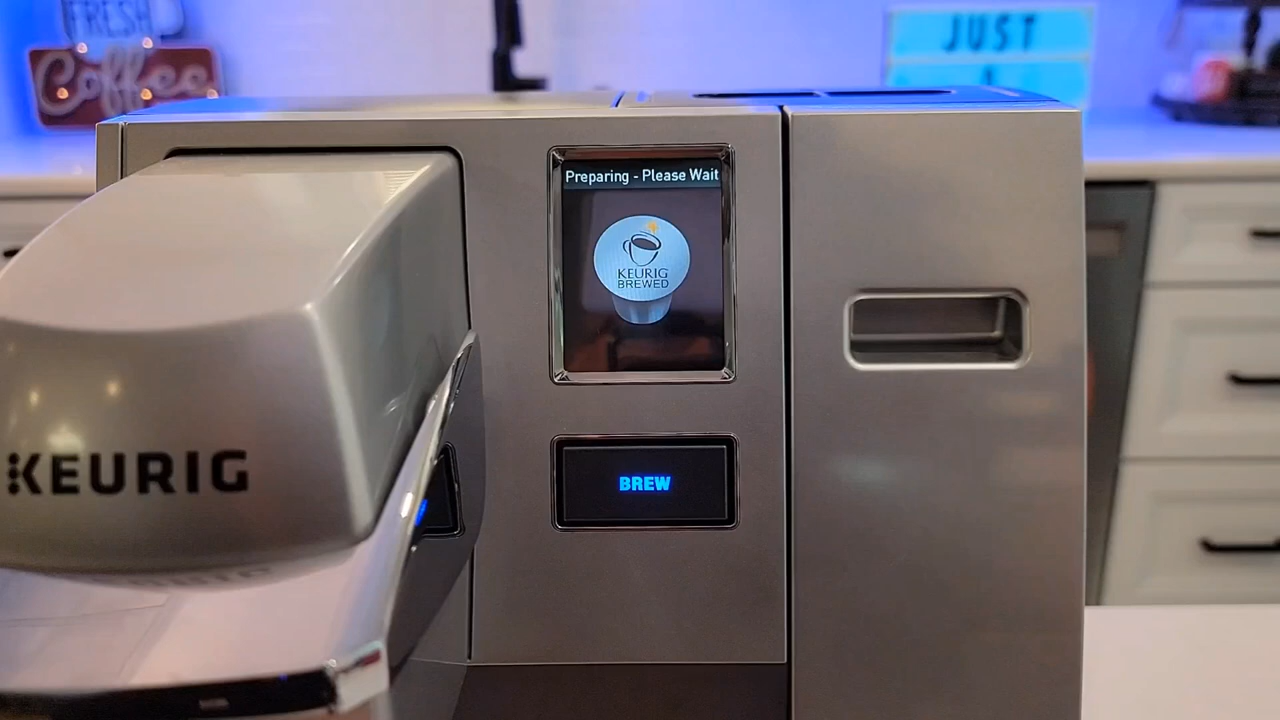 FRESH
Coffee
JUST
Preparing - Please Wait
KEURIG
BREWED
BREW
KEURIG